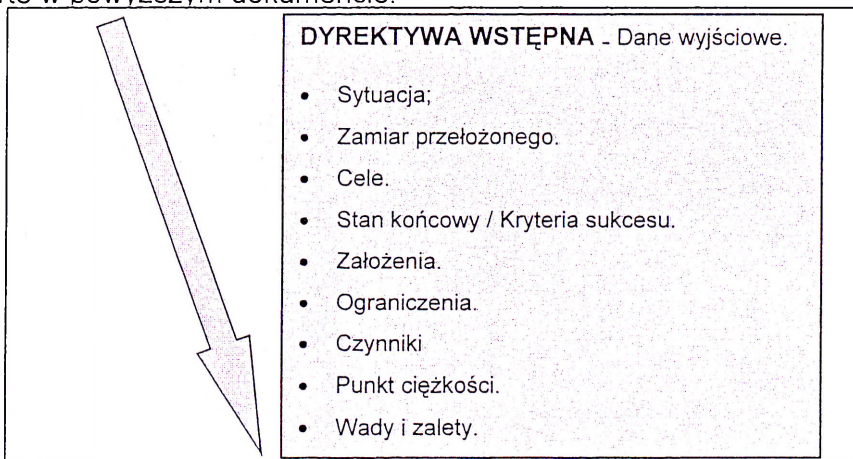 w powyższym dokumencie.
DYREKTYWA WSTĘPNA - Dane wyjściowe.
• Sytuacja;
• Zamiar przełożonego.
• Cele.
• Stan końcowy / Kryteria sukcesu.
• Założenia.
• Ograniczenia.
• Czynniki
• Punkt ciężkości.
• Wady i zalety.